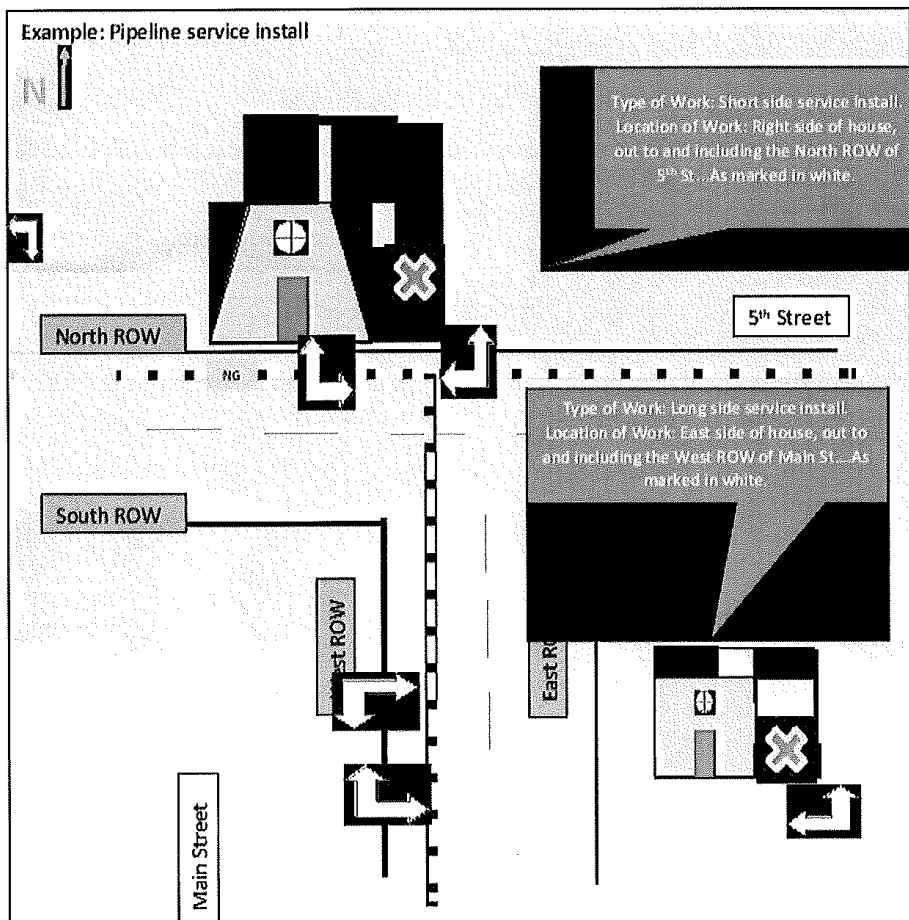 Example: Pipeline service install
N
Type of Work: Short side service install.
Location of Work: Right side of house,
out to and including the North ROW of
5th St...As marked in white.
5th Street
North ROW
NG
Type of Work: Long side service install.
Location of Work: East side of house, out to
and including the West ROW of Main St....As
marked in white.
South ROW
West ROW
East RO
Main Street